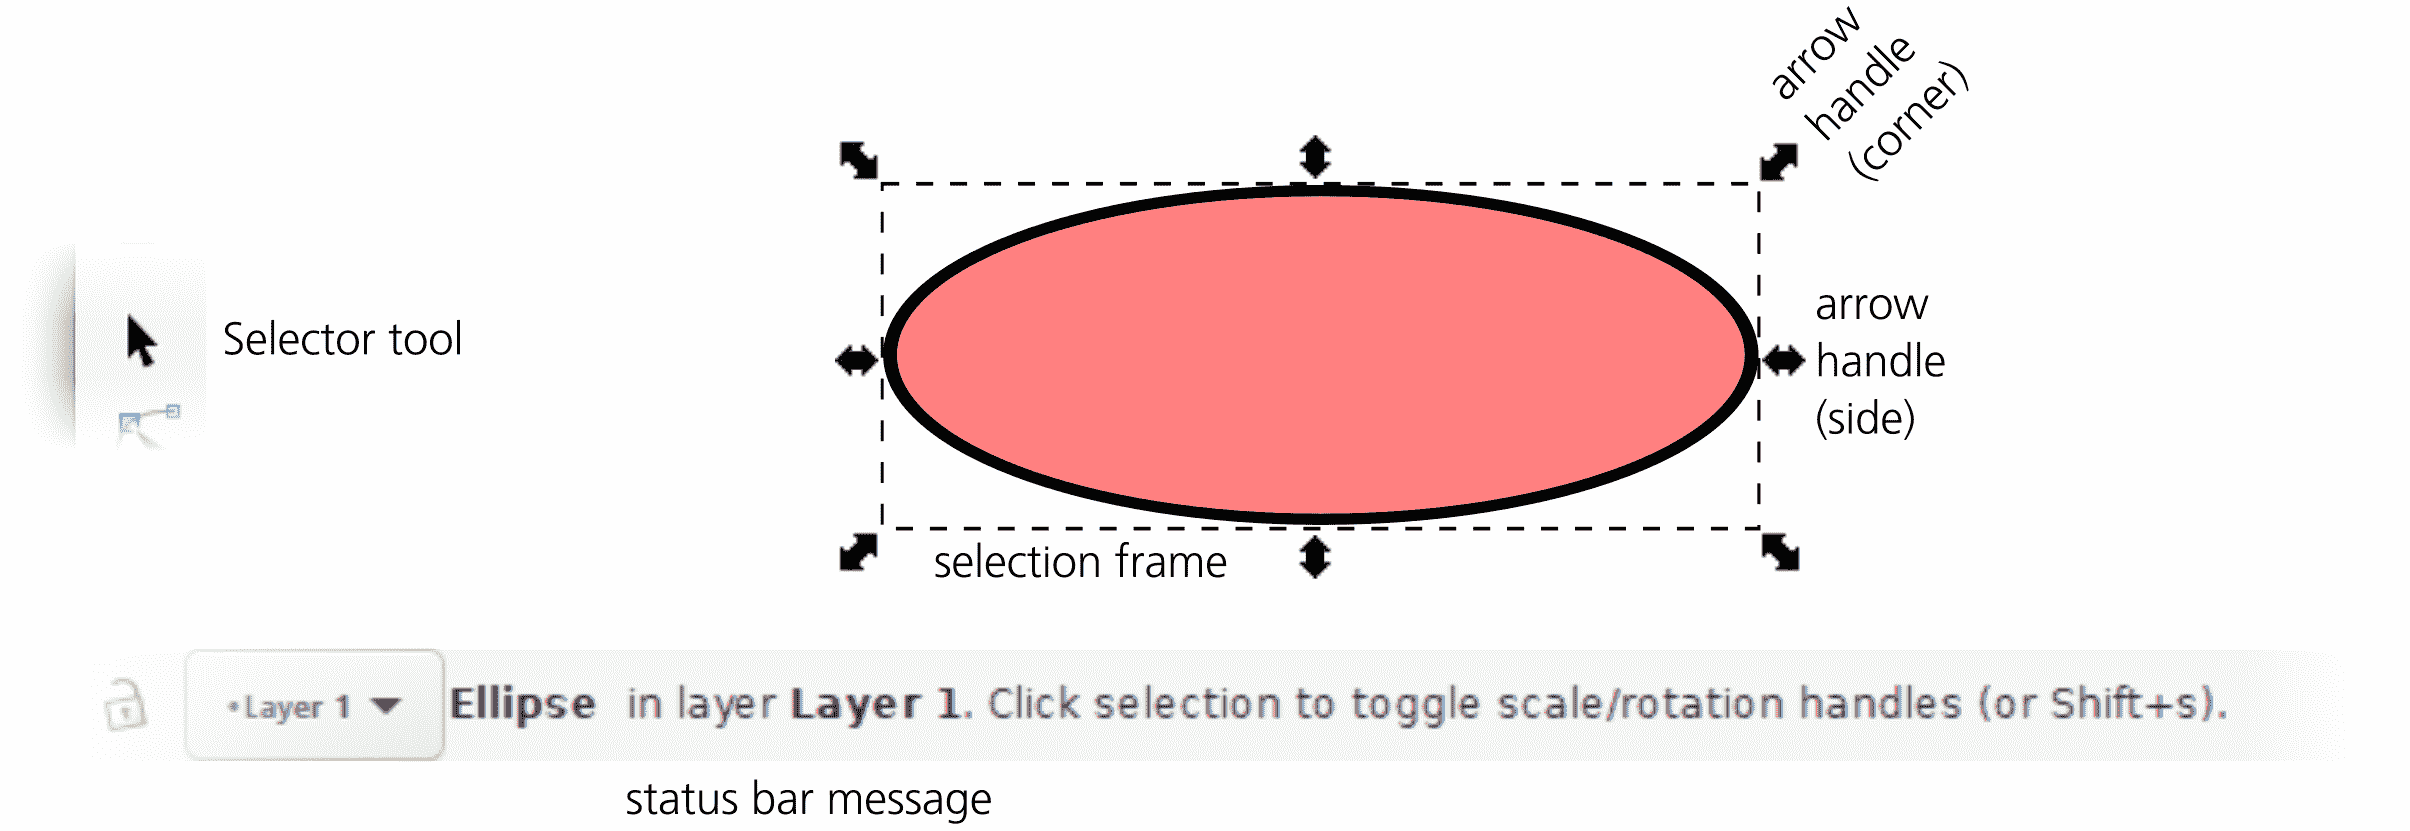 arrow
handle
(corner)
Selector tool
arrow
handle
(side)
selection frame
•Layer 1 Ellipse in layer Layer 1. Click selection to toggle scale/rotation handles (or Shift+s).
status bar message